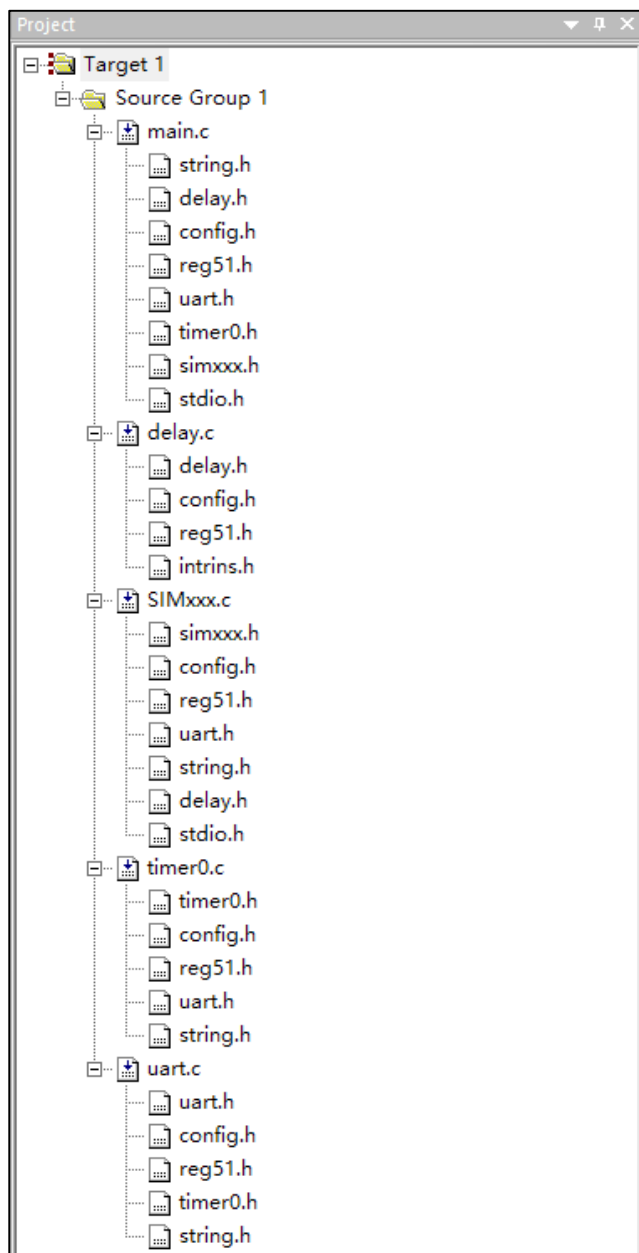 Project
Target 1
Source Group 1
main.c
string.h
delay.h
config.h
reg51.h
uart.h
timer0.h
simxxx.h
stdio.h
delay.c
delay.h
config.h
reg51.h
intrins.h
SIMxxx.c
simxxx.h
config.h
reg51.h
uart.h
string.h
delay.h
stdio.h
timer0.c
timer0.h
config.h
reg51.h
uart.h
string.h
uart.c
uart.h
config.h
reg51.h
timer0.h
string.h